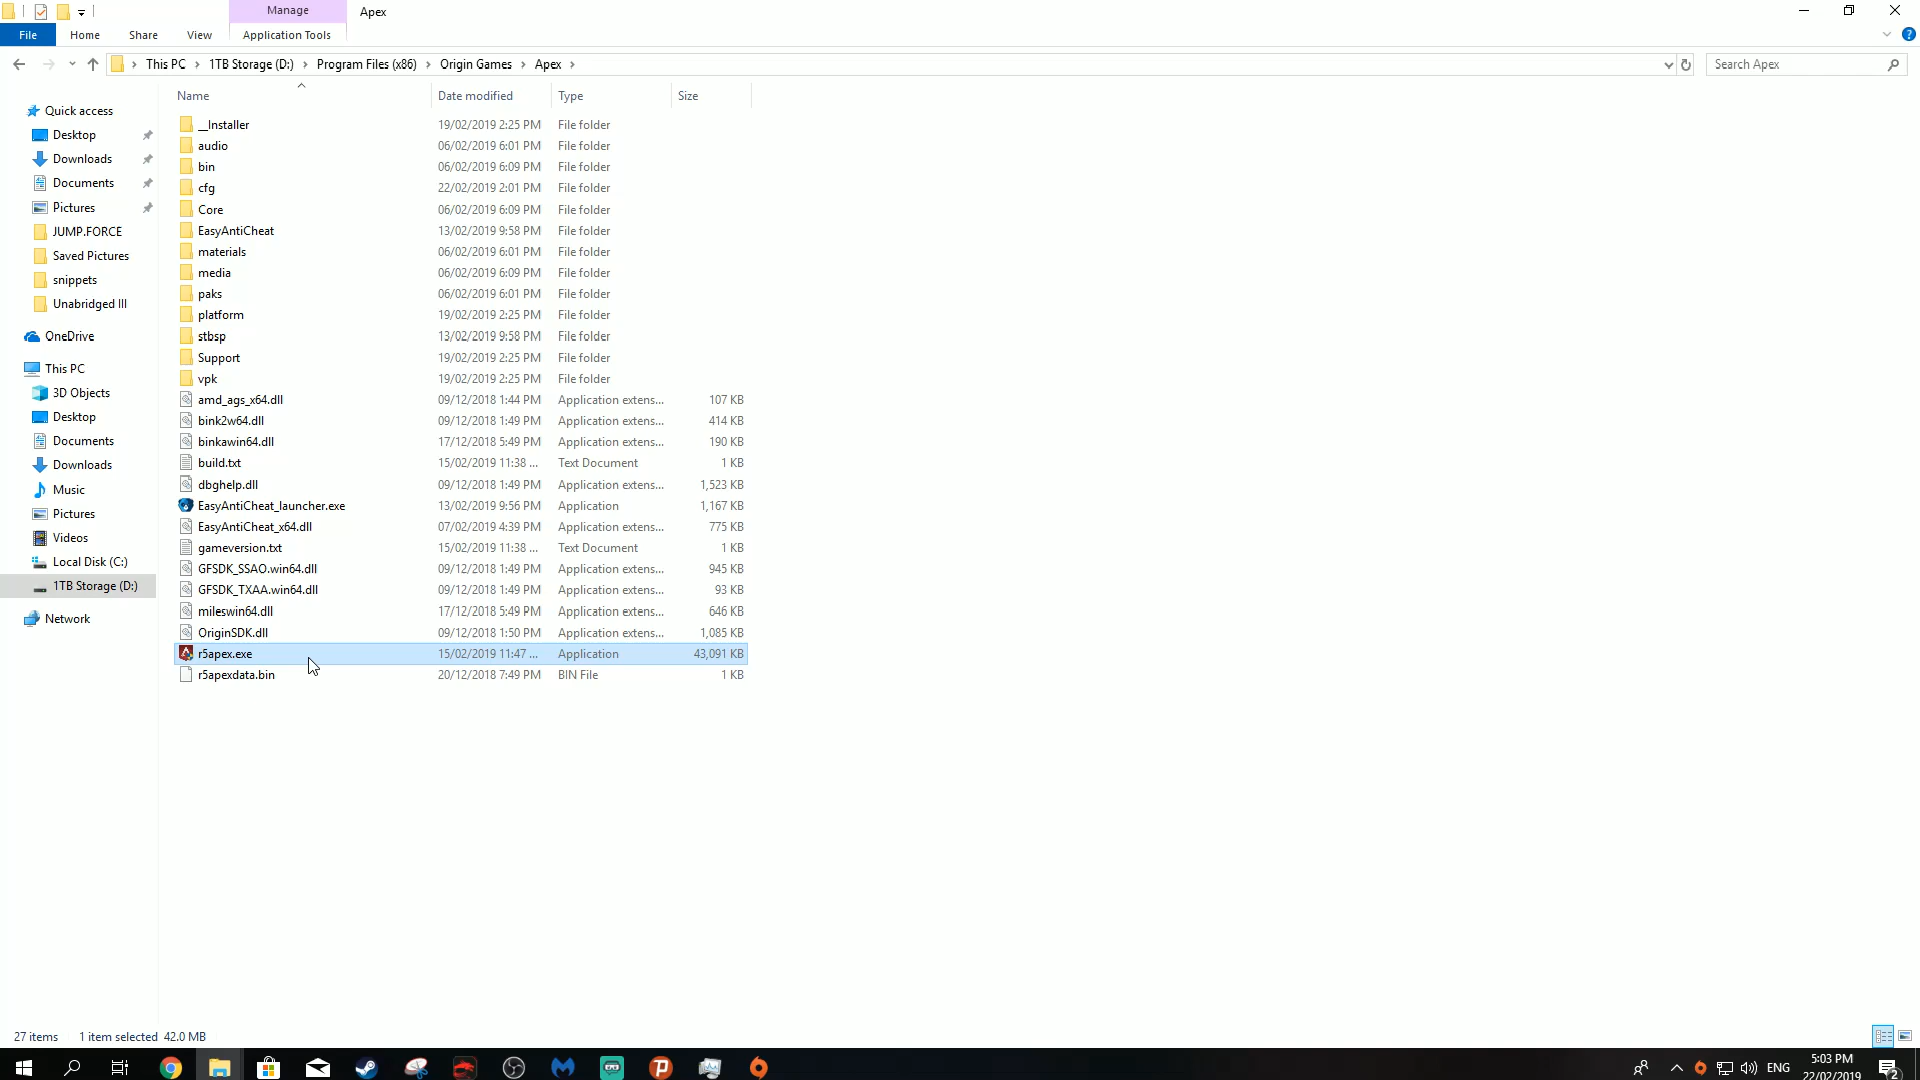 Manage
Apex
File
Home
Share
View
Application Tools
This PC
1TB Storage (D:)
Program Files (x86)
Origin Games
Apex
Search Apex
Name
Date modified
Type
Size
Quick access
Desktop
Downloads
Documents
Pictures
JUMP.FORCE
Saved Pictures
snippets
Unabridged III
OneDrive
This PC
3D Objects
Desktop
Documents
Downloads
Music
Pictures
Videos
Local Disk (C:)
1TB Storage (D:)
Network
__Installer 19/02/2019 2:25 PM File folder
audio 06/02/2019 6:01 PM File folder
bin 06/02/2019 6:09 PM File folder
cfg 22/02/2019 2:01 PM File folder
Core 06/02/2019 6:09 PM File folder
EasyAntiCheat 13/02/2019 9:58 PM File folder
materials 06/02/2019 6:01 PM File folder
media 06/02/2019 6:09 PM File folder
paks 06/02/2019 6:01 PM File folder
platform 19/02/2019 2:25 PM File folder
stbsp 13/02/2019 9:58 PM File folder
Support 19/02/2019 2:25 PM File folder
vpk 19/02/2019 2:25 PM File folder
amd_ags_x64.dll 09/12/2018 1:44 PM Application extens... 107 KB
bink2w64.dll 09/12/2018 1:49 PM Application extens... 414 KB
binkawin64.dll 17/12/2018 5:49 PM Application extens... 190 KB
build.txt 15/02/2019 11:38 ... Text Document 1 KB
dbghelp.dll 09/12/2018 1:49 PM Application extens... 1,523 KB
EasyAntiCheat_launcher.exe 13/02/2019 9:56 PM Application 1,167 KB
EasyAntiCheat_x64.dll 07/02/2019 4:39 PM Application extens... 775 KB
gameversion.txt 15/02/2019 11:38 ... Text Document 1 KB
GFSDK_SSAO.win64.dll 09/12/2018 1:49 PM Application extens... 945 KB
GFSDK_TXAA.win64.dll 09/12/2018 1:49 PM Application extens... 93 KB
mileswin64.dll 17/12/2018 5:49 PM Application extens... 646 KB
OriginSDK.dll 09/12/2018 1:50 PM Application extens... 1,085 KB
r5apex.exe 15/02/2019 11:47 ... Application 43,091 KB
r5apexdata.bin 20/12/2018 7:49 PM BIN File 1 KB
27 items 1 item selected 42.0 MB
ENG
5:03 PM
22/02/2019
2